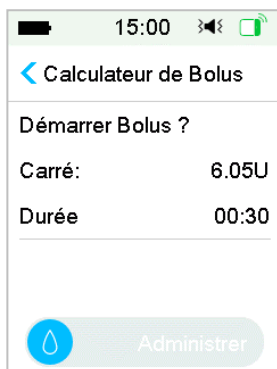 15:00
Calculateur de Bolus
Démarrer Bolus ?
Carré: 6.05U
Durée 00:30
Administrer